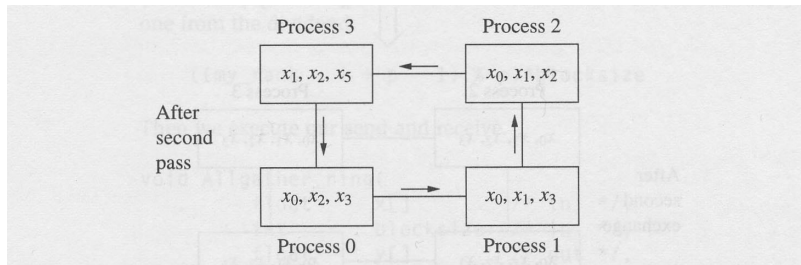 Process 3
Process 2
x₁, x₂, x₅
x₀, x₁, x₂
After
second
pass
x₀, x₂, x₃
x₀, x₁, x₃
Process 0
Process 1